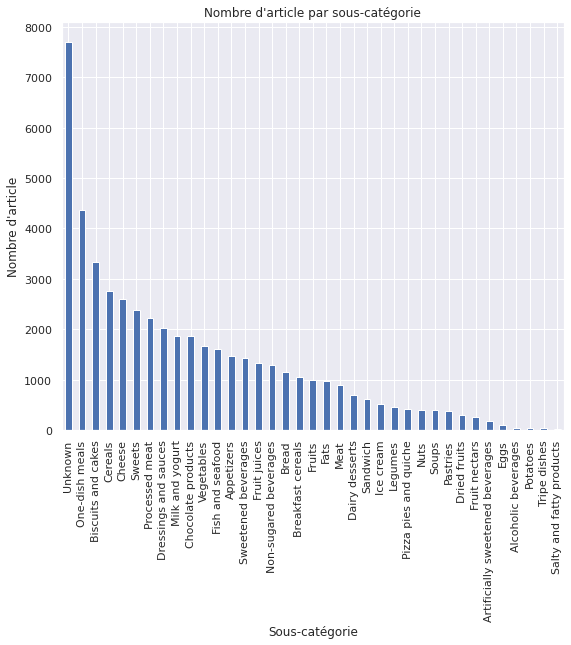 Nombre d'article par sous-catégorie
Nombre d'article
8000
7000
6000
5000
4000
3000
2000
1000
0
Unknown
One-dish meals
Biscuits and cakes
Cereals
Cheese
Sweets
Processed meat
Dressings and sauces
Milk and yogurt
Chocolate products
Vegetables
Fish and seafood
Appetizers
Sweetened beverages
Fruit juices
Non-sugared beverages
Bread
Breakfast cereals
Fruits
Fats
Meat
Dairy desserts
Sandwich
Ice cream
Legumes
Pizza pies and quiche
Nuts
Soups
Pastries
Dried fruits
Fruit nectars
Artificially sweetened beverages
Eggs
Alcoholic beverages
Potatoes
Tripe dishes
Salty and fatty products
Sous-catégorie